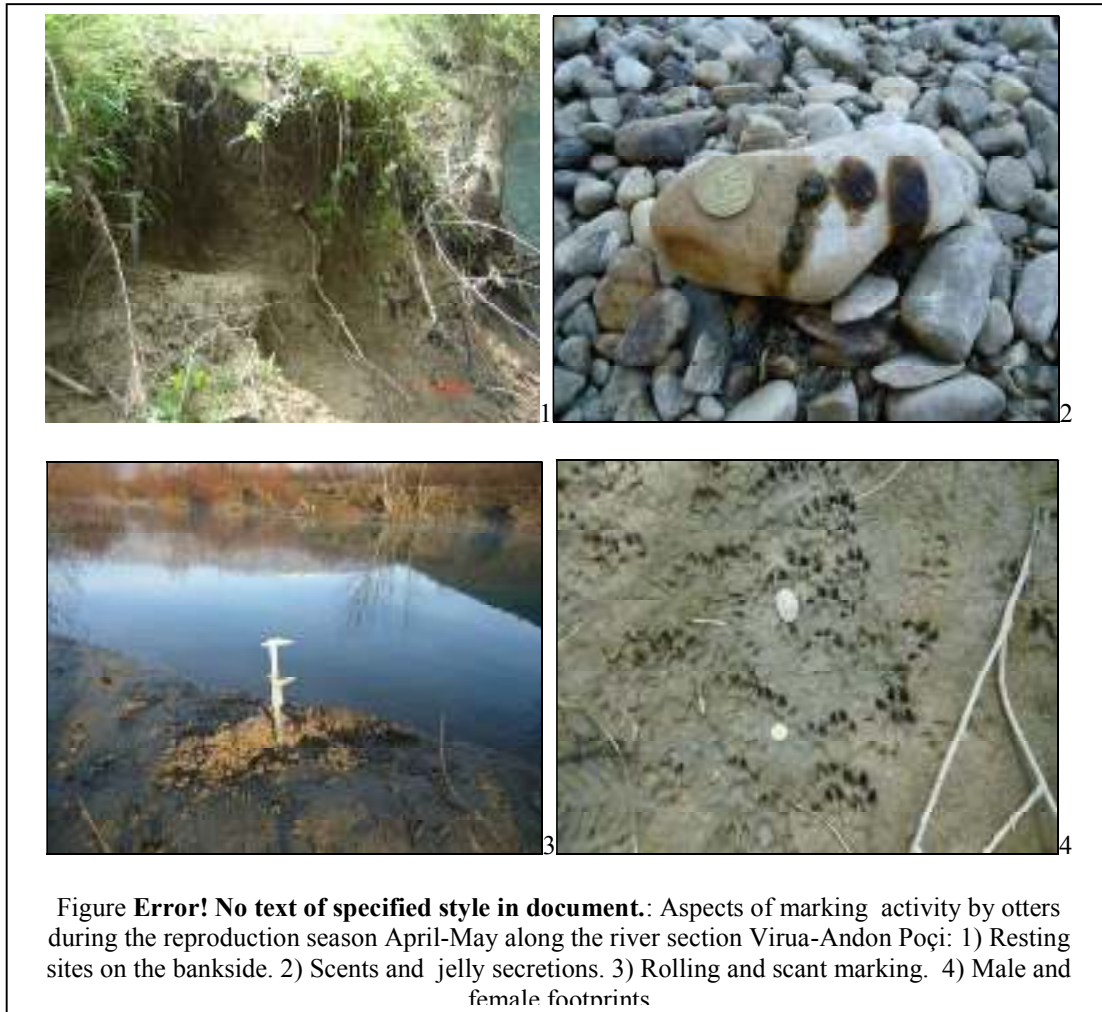 1
2
3
4
Figure Error! No text of specified style in document.: Aspects of marking activity by otters
during the reproduction season April-May along the river section Virua-Andon Poçi: 1) Resting
sites on the bankside. 2) Scents and jelly secretions. 3) Rolling and scant marking. 4) Male and
female footprints